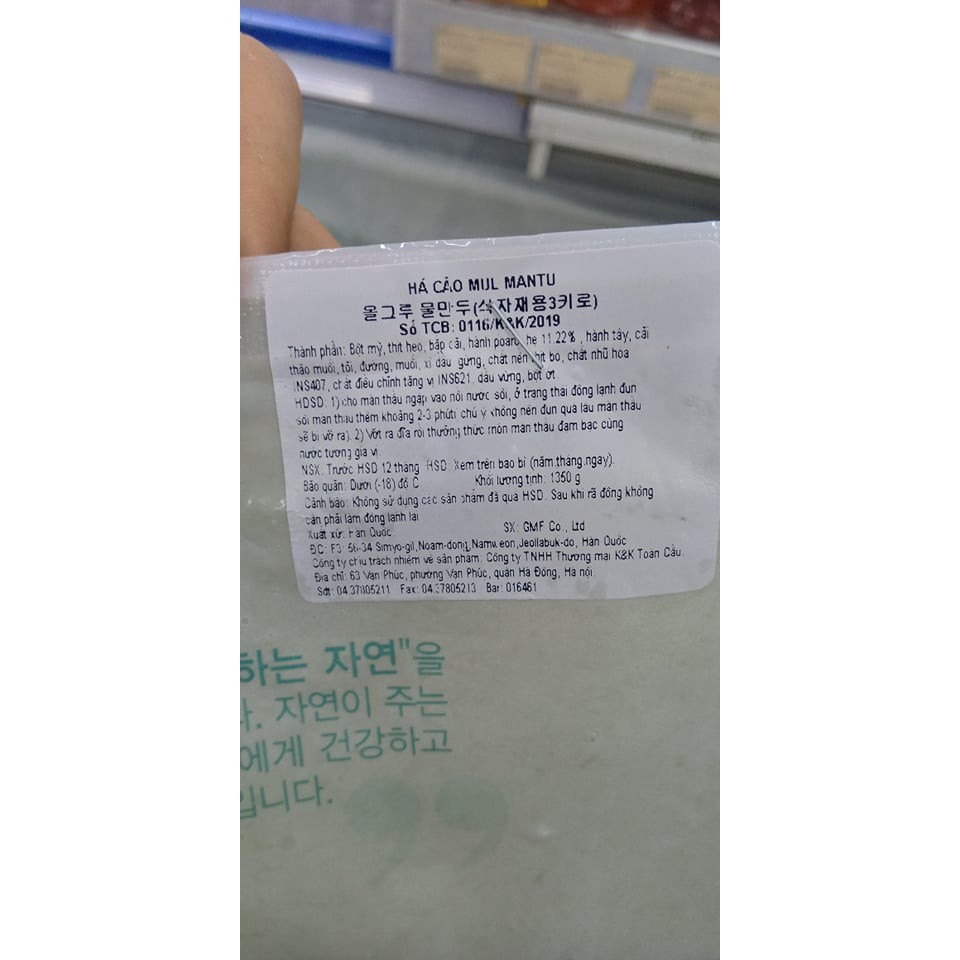 HÁ CẢO MUL MANTU
올그루 물만두(식자재용3키로)
Số TCB: 0116/K&K/2019
Thành phần: Bột mỳ, thịt heo, bắp cải, hành poaro, hẹ 11.22% , hành tây, cải
thảo muối, tỏi, đường, muối, xì dầu gừng, chất nền thịt bò, chất nhũ hóa
INS407, chất điều chỉnh tăng vị INS621, dầu vừng, bột ớt
HDSD: 1) cho màn thầu ngập vào nồi nước sôi, ở trạng thái đông lạnh đun
sôi màn thầu thêm khoảng 2-3 phút( chú ý không nên đun quá lâu màn thầu
sẽ bị vỡ ra). 2) Vớt ra đĩa rồi thưởng thức món màn thầu đạm bạc cùng
nước tương gia vị.
NSX: Trước HSD 12 tháng HSD: Xem trên bao bì (năm.tháng.ngày).
Bảo quản: Dưới (-18) độ C Khối lượng tịnh: 1350 g
Cảnh báo: Không sử dụng các sản phẩm đã quá HSD. Sau khi rã đông không
cần phải làm đông lạnh lại
Xuất xứ: Hàn Quốc SX: GMF Co., Ltd
ĐC: F3 56-34 Simyo-gil,Noam-dong,Namweon,Jeollabuk-do, Hàn Quốc
Công ty chịu trách nhiệm về sản phẩm: Công ty TNHH Thương mại K&K Toàn Cầu.
Địa chỉ: 63 Vạn Phúc, phường Vạn Phúc, quận Hà Đông, Hà nội.
Sdt: 04.37805211 Fax: 04.37805213 Bar: 016461
하는 자연"을
자연이 주는
에게 건강하고
입니다.